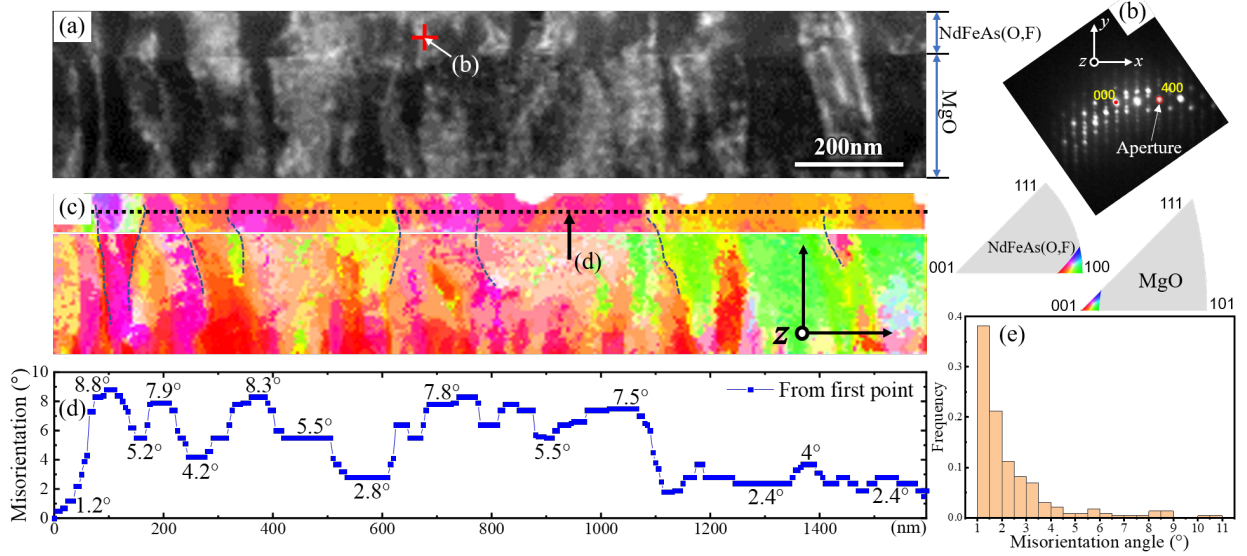 (a)
(b)
200nm
NdFeAs(O,F)
MgO
(b)
y
z
x
000
400
Aperture
(c)
(d)
z
111
NdFeAs(O,F)
001
100
111
MgO
001
101
(d)
Misorientation (°)
10
8
6
4
2
0
8.8°
7.9°
8.3°
5.5°
7.8°
7.5°
From first point
1.2°
5.2°
4.2°
2.8°
5.5°
2.4°
4°
2.4°
0 200 400 600 800 1000 1200 1400 (nm)
(e)
Frequency
0.4
0.3
0.2
0.1
0.0
1 2 3 4 5 6 7 8 9 10 11
Misorientation angle (°)